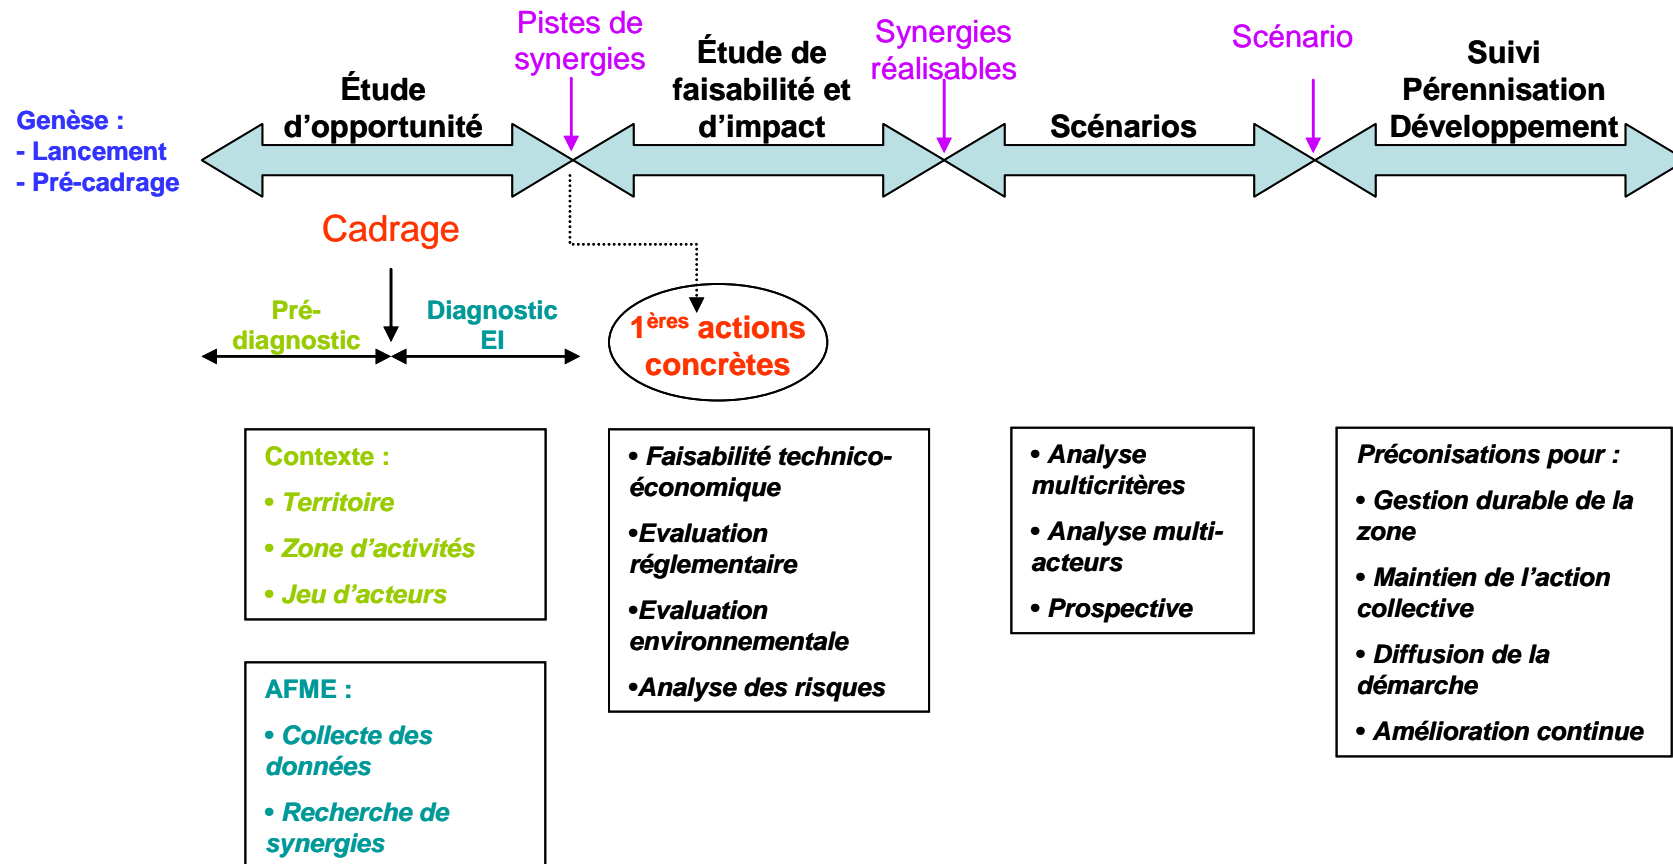 Genèse :
- Lancement
- Pré-cadrage
Étude
d'opportunité
Pistes de
synergies
Étude de
faisabilité et
d'impact
Synergies
réalisables
Scénarios
Scénario
Suivi
Pérennisation
Développement
Cadrage
Pré-
diagnostic
Diagnostic
EI
1ères actions
concrètes
Contexte :
• Territoire
• Zone d'activités
• Jeu d'acteurs
AFME :
• Collecte des
données
• Recherche de
synergies
• Faisabilité technico-
économique
•Evaluation
réglementaire
•Evaluation
environnementale
•Analyse des risques
• Analyse
multicritères
• Analyse multi-
acteurs
• Prospective
Préconisations pour :
• Gestion durable de la
zone
• Maintien de l'action
collective
• Diffusion de la
démarche
• Amélioration continue